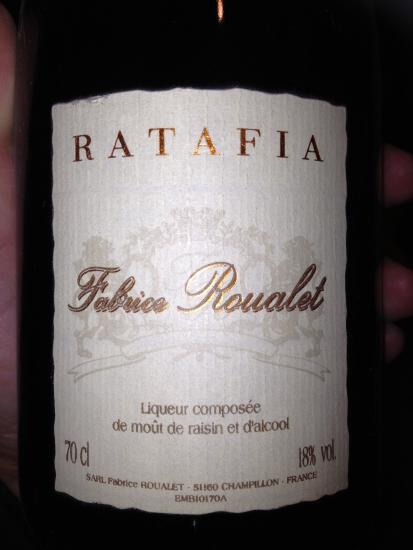 RATAFIA
Fabrice Roualet
Liqueur composée
de moût de raisin et d'alcool
70 cl 18% vol.
SARL Fabrice ROUALET - 51160 CHAMPILLON - FRANCE
EMB10170A